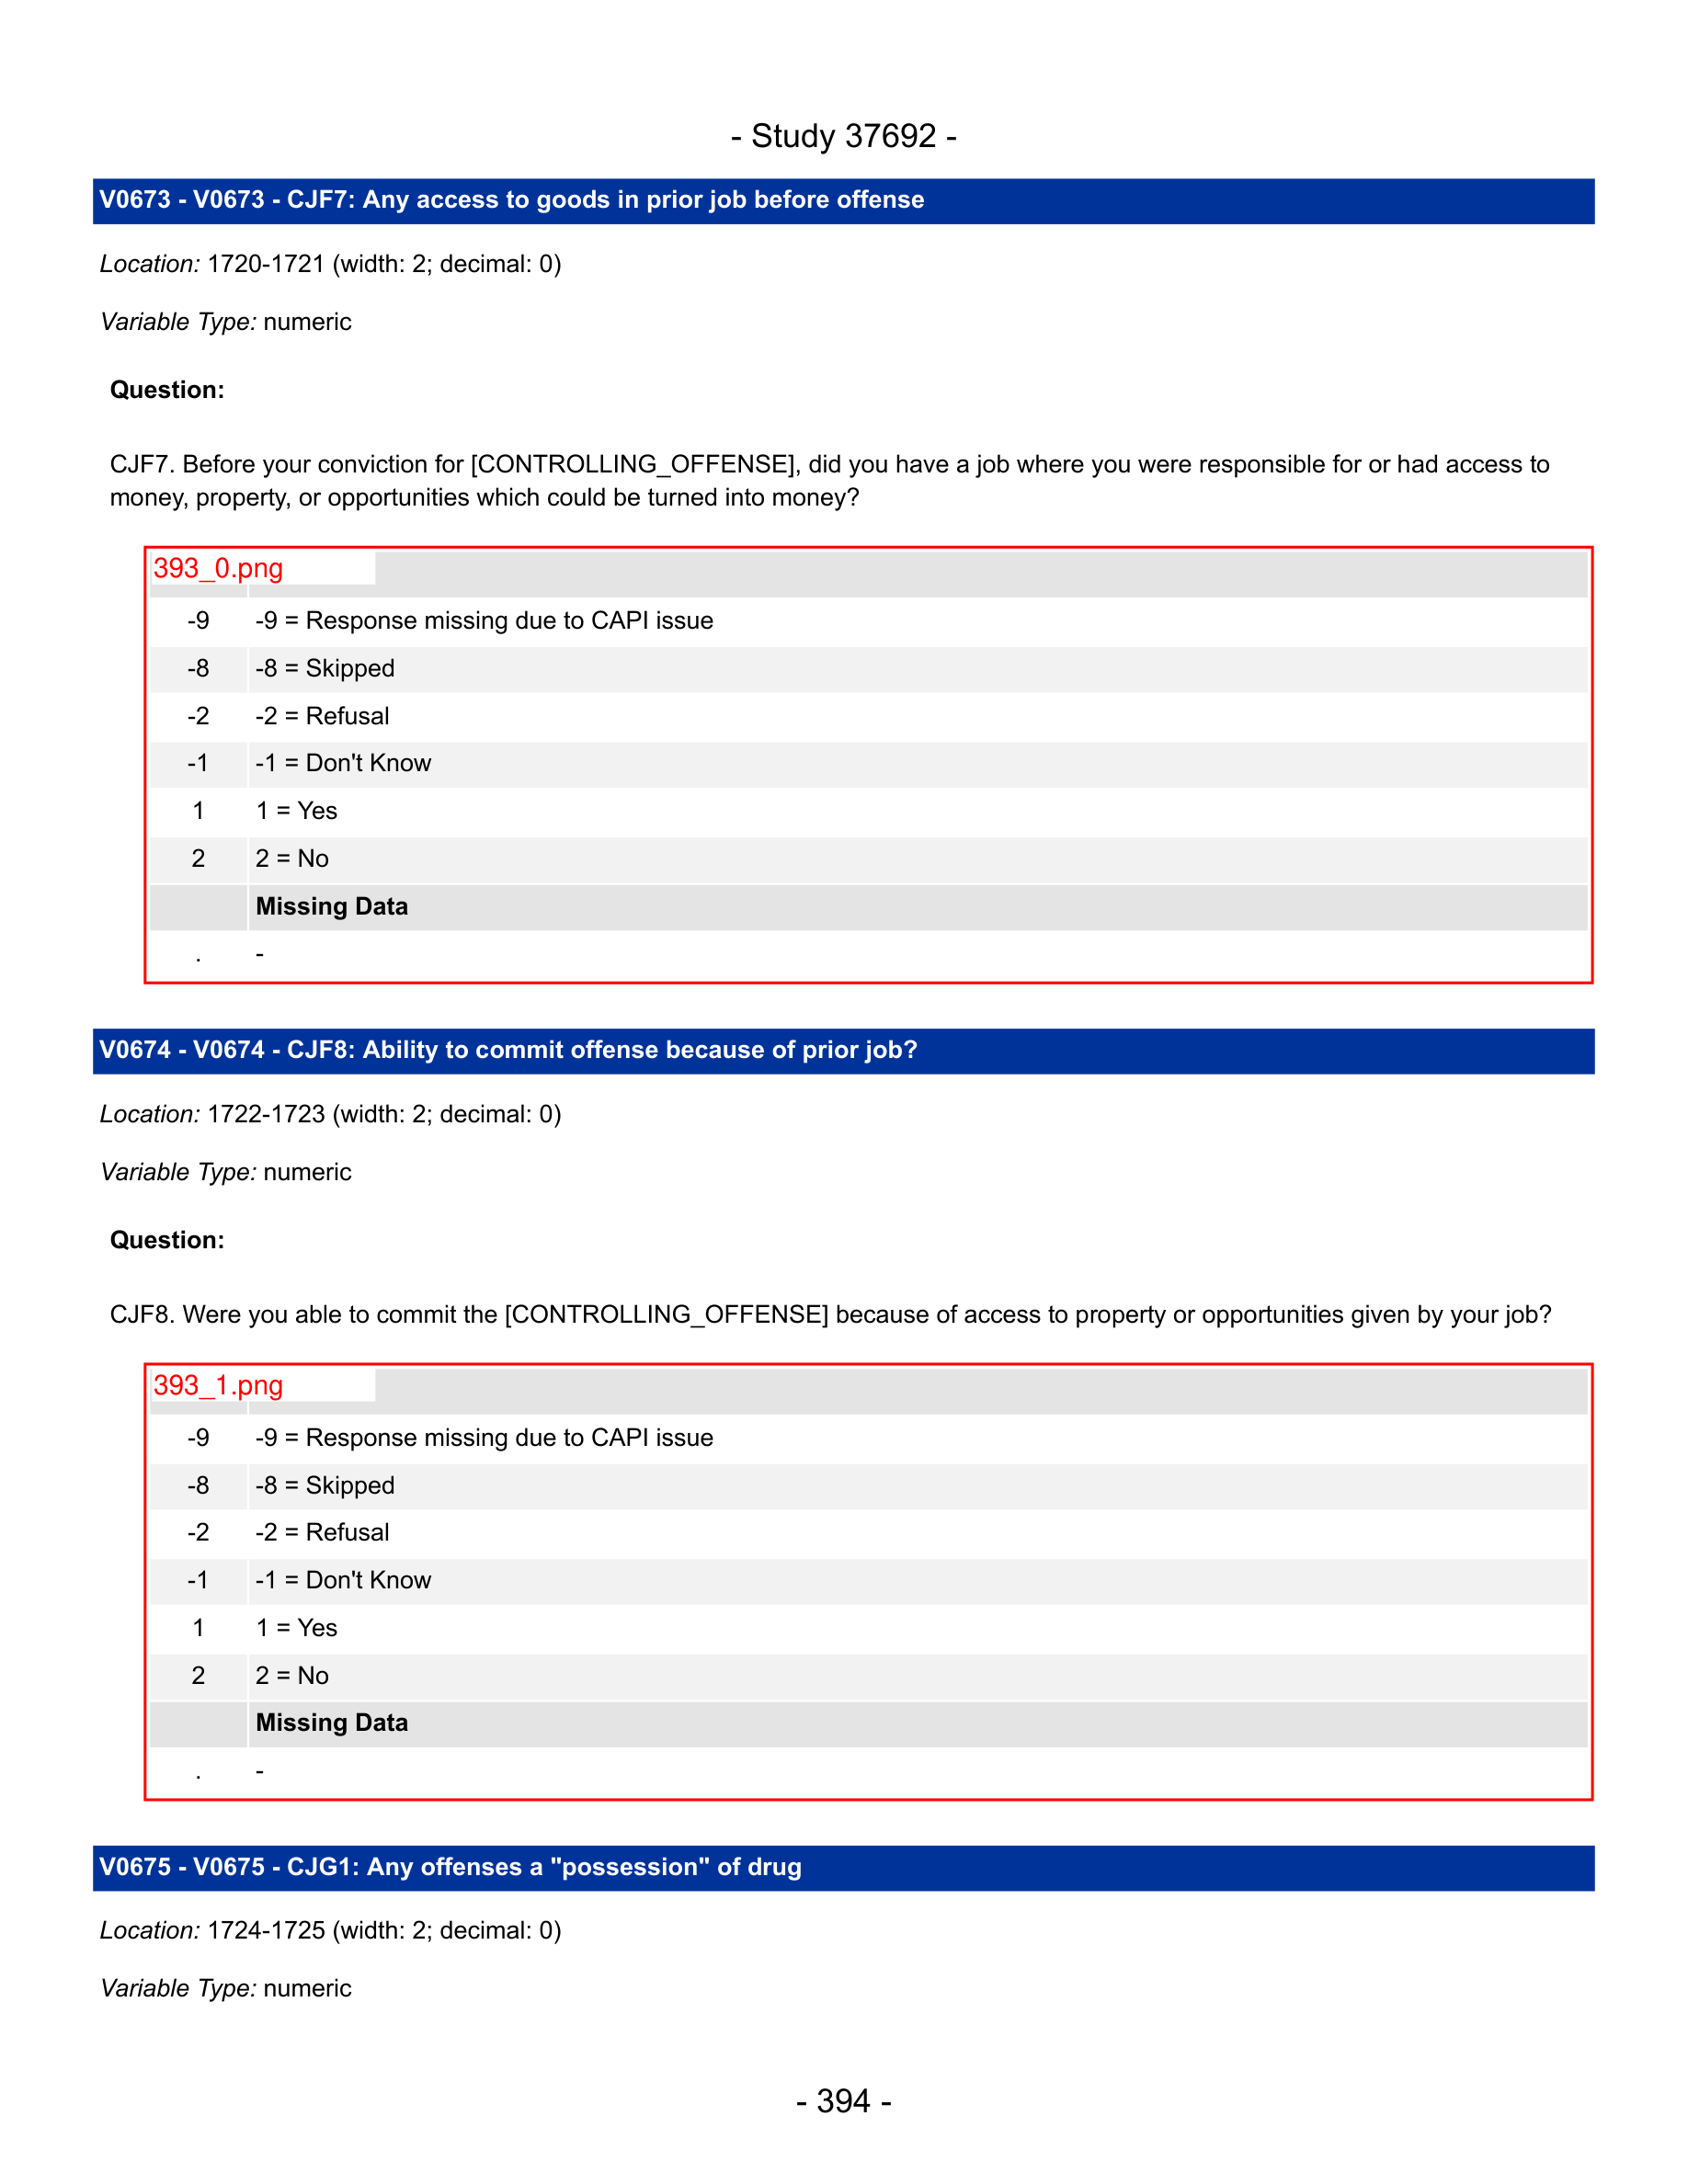 - Study 37692 -
V0673 - V0673 - CJF7: Any access to goods in prior job before offense
Location: 1720-1721 (width: 2; decimal: 0)
Variable Type: numeric
Question:
CJF7. Before your conviction for [CONTROLLING_OFFENSE], did you have a job where you were responsible for or had access to
money, property, or opportunities which could be turned into money?
393_0.png
-9 -9 = Response missing due to CAPI issue
-8 -8 = Skipped
-2 -2 = Refusal
-1 -1 = Don't Know
1 1 = Yes
2 2 = No
Missing Data
. -
V0674 - V0674 - CJF8: Ability to commit offense because of prior job?
Location: 1722-1723 (width: 2; decimal: 0)
Variable Type: numeric
Question:
CJF8. Were you able to commit the [CONTROLLING_OFFENSE] because of access to property or opportunities given by your job?
393_1.png
-9 -9 = Response missing due to CAPI issue
-8 -8 = Skipped
-2 -2 = Refusal
-1 -1 = Don't Know
1 1 = Yes
2 2 = No
Missing Data
. -
V0675 - V0675 - CJG1: Any offenses a "possession" of drug
Location: 1724-1725 (width: 2; decimal: 0)
Variable Type: numeric
- 394 -